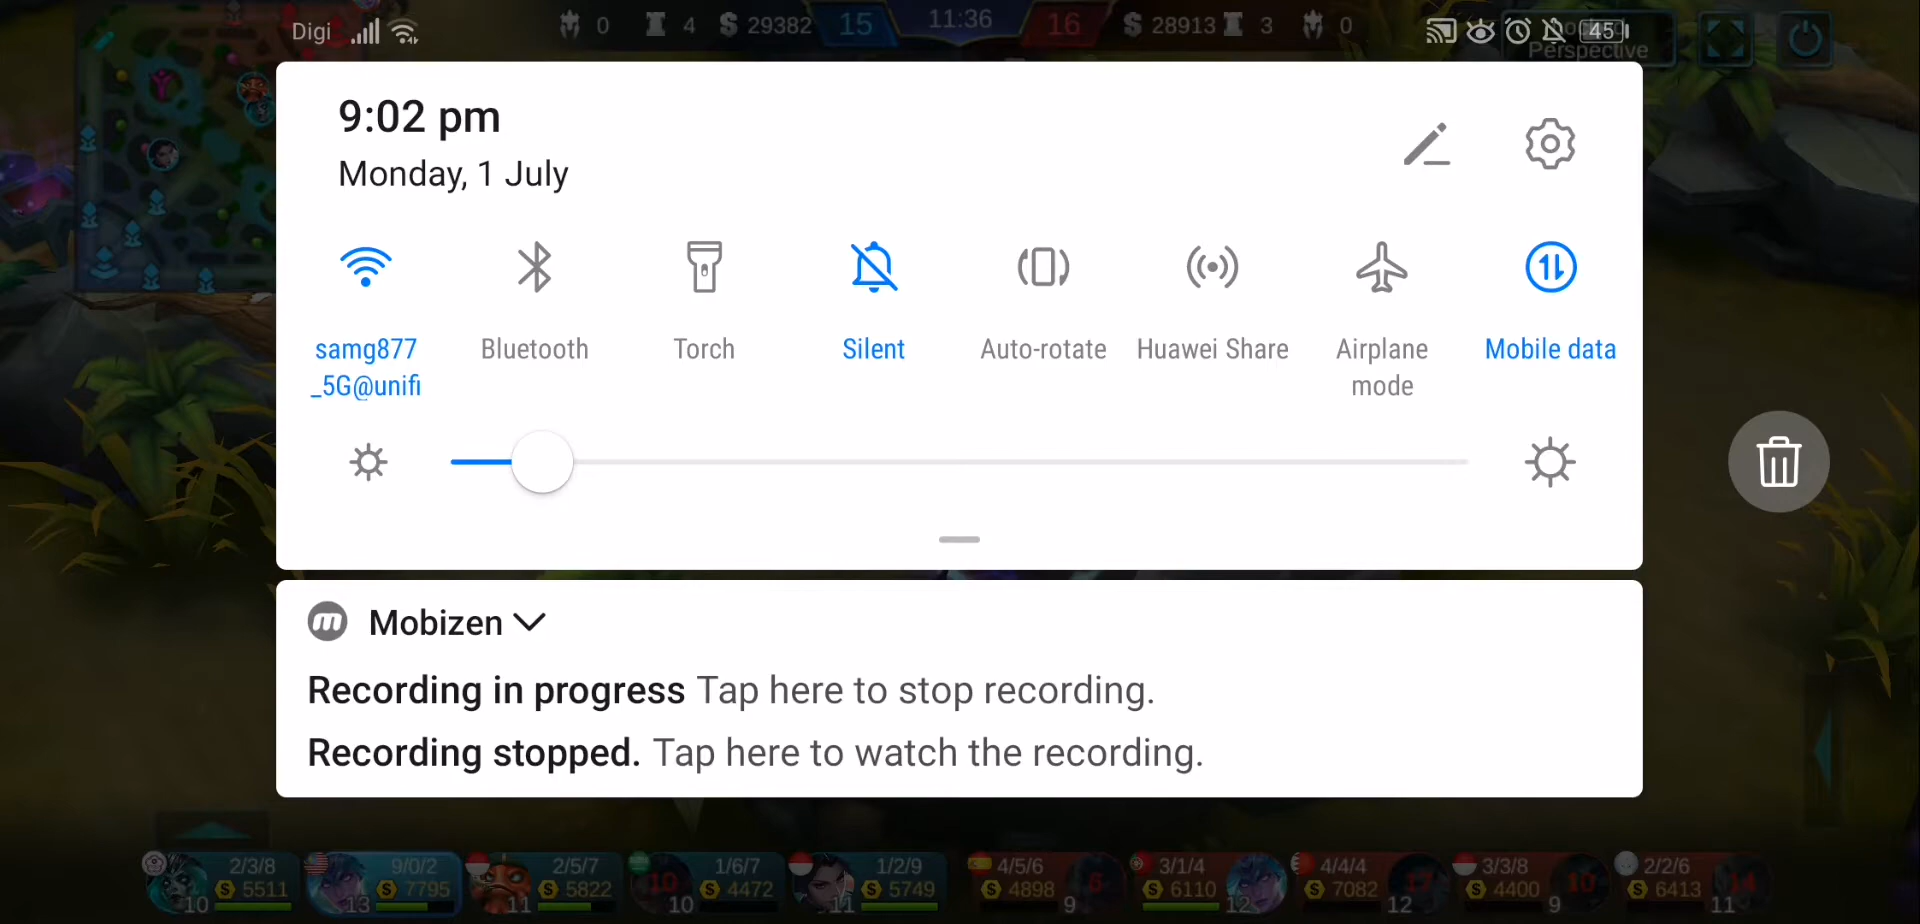 Digi
0 4 29382 15 11:36 16 28913 3 0
45
Perspective
9:02 pm
Monday, 1 July
samg877
_5G@unifi
Bluetooth
Torch
Silent
Auto-rotate
Huawei Share
Airplane
mode
Mobile data
Mobizen
Recording in progress Tap here to stop recording.
Recording stopped. Tap here to watch the recording.
2/3/8 9/0/2 2/5/7 1/6/7 1/2/9 4/5/6 3/1/4 4/4/4 3/3/8 2/2/6
5511 7795 5822 10 4472 5749 4898 6110 7082 4400 10 6413 14
10 13 11 10 11 9 12 12 9 11